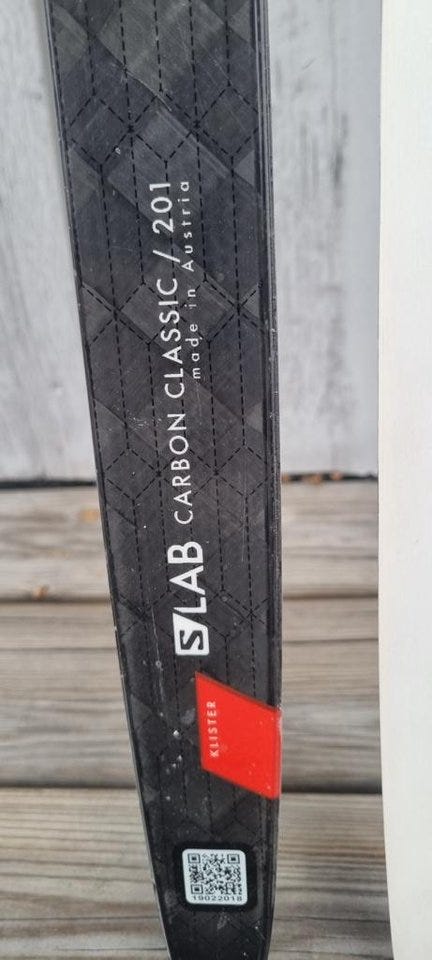 S/LAB CARBON CLASSIC / 201
made in Austria
KLISTER
19022018